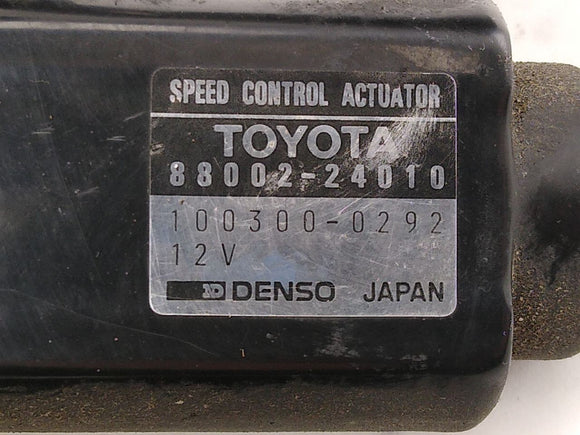 SPEED CONTROL ACTUATOR
TOYOTA
88002-24010
100300-0292
12V
DENSO JAPAN